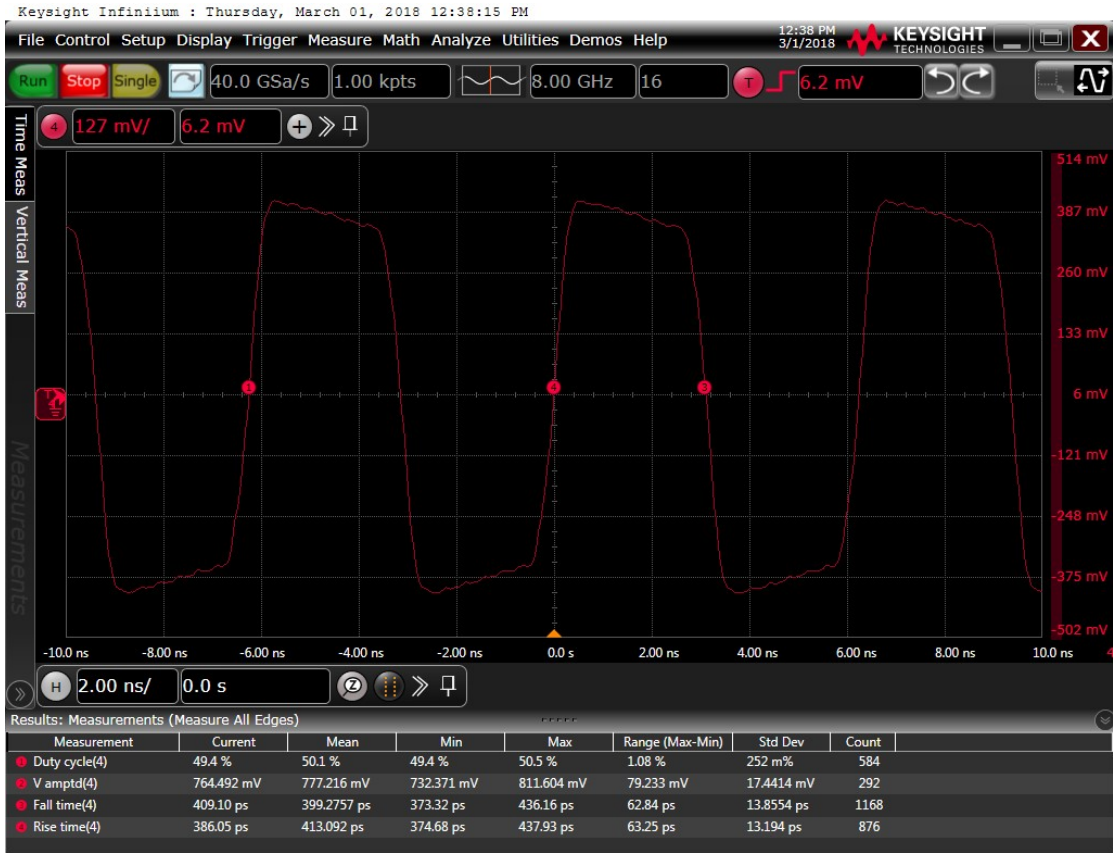 Keysight Infiniium : Thursday, March 01, 2018 12:38:15 PM
File Control Setup Display Trigger Measure Math Analyze Utilities Demos Help
12:38 PM
3/1/2018
KEYSIGHT
TECHNOLOGIES
Run Stop Single 40.0 GSa/s 1.00 kpts 8.00 GHz 16 T 6.2 mV
Time Meas
Vertical Meas
Measurements
4 127 mV/ 6.2 mV
514 mV
387 mV
260 mV
133 mV
1 4 3
6 mV
-121 mV
-248 mV
-375 mV
-502 mV
-10.0 ns -8.00 ns -6.00 ns -4.00 ns -2.00 ns 0.0 s 2.00 ns 4.00 ns 6.00 ns 8.00 ns 10.0 ns 4
H 2.00 ns/ 0.0 s Z
Results: Measurements (Measure All Edges)
Measurement Current Mean Min Max Range (Max-Min) Std Dev Count
1 Duty cycle(4) 49.4 % 50.1 % 49.4 % 50.5 % 1.08 % 252 m% 584
2 V amptd(4) 764.492 mV 777.216 mV 732.371 mV 811.604 mV 79.233 mV 17.4414 mV 292
3 Fall time(4) 409.10 ps 399.2757 ps 373.32 ps 436.16 ps 62.84 ps 13.8554 ps 1168
4 Rise time(4) 386.05 ps 413.092 ps 374.68 ps 437.93 ps 63.25 ps 13.194 ps 876